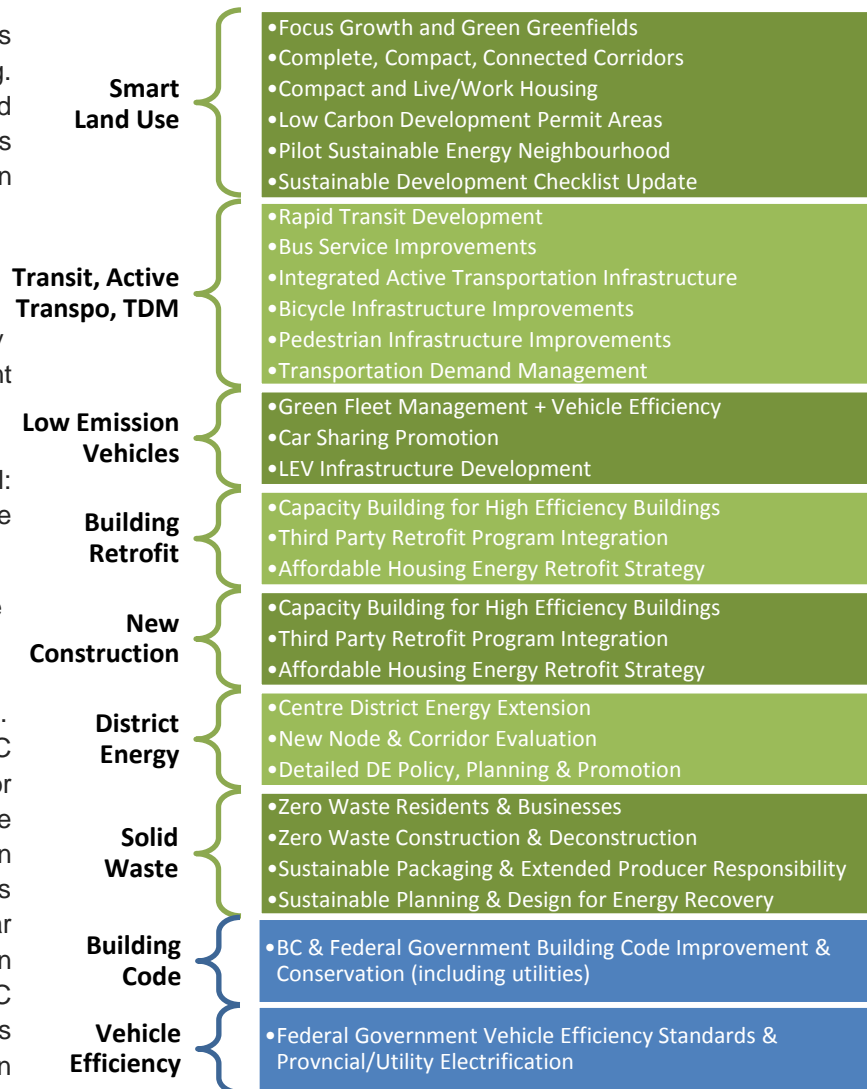 s
g.
d
s
n
y
nt
l:
e
e
.
C
or
e
n
s
ar
n
C
s
n
Smart
Land Use
•Focus Growth and Green Greenfields
•Complete, Compact, Connected Corridors
•Compact and Live/Work Housing
•Low Carbon Development Permit Areas
•Pilot Sustainable Energy Neighbourhood
•Sustainable Development Checklist Update
Transit, Active
Transpo, TDM
•Rapid Transit Development
•Bus Service Improvements
•Integrated Active Transportation Infrastructure
•Bicycle Infrastructure Improvements
•Pedestrian Infrastructure Improvements
•Transportation Demand Management
Low Emission
Vehicles
•Green Fleet Management + Vehicle Efficiency
•Car Sharing Promotion
•LEV Infrastructure Development
Building
Retrofit
•Capacity Building for High Efficiency Buildings
•Third Party Retrofit Program Integration
•Affordable Housing Energy Retrofit Strategy
New
Construction
•Capacity Building for High Efficiency Buildings
•Third Party Retrofit Program Integration
•Affordable Housing Energy Retrofit Strategy
District
Energy
•Centre District Energy Extension
•New Node & Corridor Evaluation
•Detailed DE Policy, Planning & Promotion
Solid
Waste
•Zero Waste Residents & Businesses
•Zero Waste Construction & Deconstruction
•Sustainable Packaging & Extended Producer Responsibility
•Sustainable Planning & Design for Energy Recovery
Building
Code
•BC & Federal Government Building Code Improvement &
Conservation (including utilities)
Vehicle
Efficiency
•Federal Government Vehicle Efficiency Standards &
Provncial/Utility Electrification